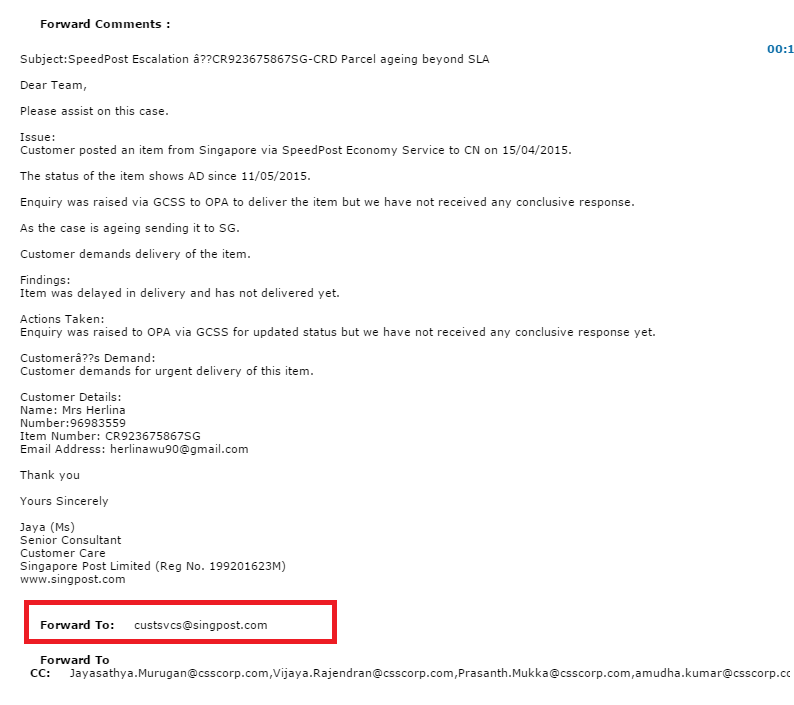 Forward Comments :
00:1
Subject:SpeedPost Escalation â??CR923675867SG-CRD Parcel ageing beyond SLA
Dear Team,
Please assist on this case.
Issue:
Customer posted an item from Singapore via SpeedPost Economy Service to CN on 15/04/2015.
The status of the item shows AD since 11/05/2015.
Enquiry was raised via GCSS to OPA to deliver the item but we have not received any conclusive response.
As the case is ageing sending it to SG.
Customer demands delivery of the item.
Findings:
Item was delayed in delivery and has not delivered yet.
Actions Taken:
Enquiry was raised to OPA via GCSS for updated status but we have not received any conclusive response yet.
Customerâ??s Demand:
Customer demands for urgent delivery of this item.
Customer Details:
Name: Mrs Herlina
Number:96983559
Item Number: CR923675867SG
Email Address: herlinawu90@gmail.com
Thank you
Yours Sincerely
Jaya (Ms)
Senior Consultant
Customer Care
Singapore Post Limited (Reg No. 199201623M)
www.singpost.com
Forward To: custsvcs@singpost.com
Forward To
CC: Jayasathya.Murugan@csscorp.com,Vijaya.Rajendran@csscorp.com,Prasanth.Mukka@csscorp.com,amudha.kumar@csscorp.cc